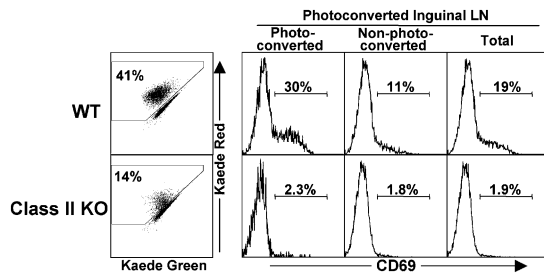 Photoconverted Inguinal LN
Photo-
converted
Non-photo-
converted
Total
WT
41%
30%
11%
19%
Kaede Red
Class II KO
14%
2.3%
1.8%
1.9%
Kaede Green
CD69